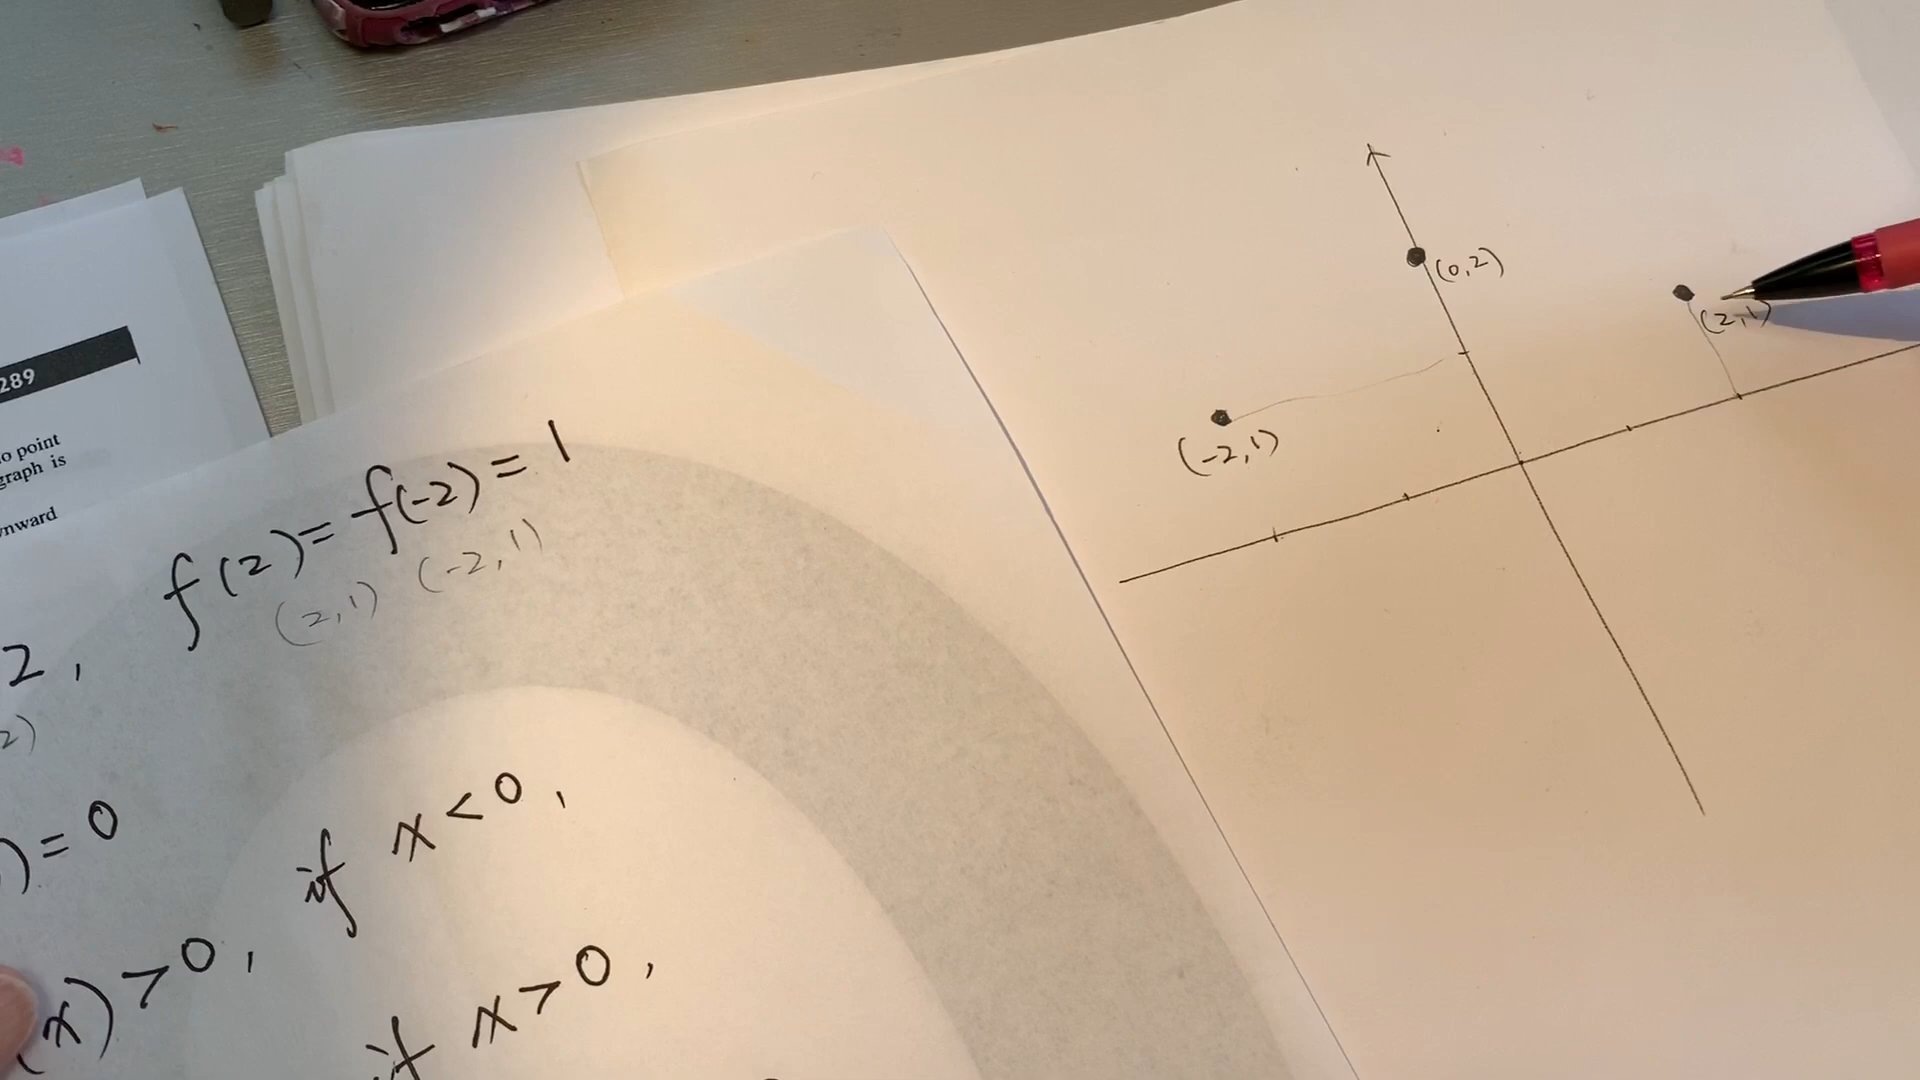 289
o point
graph is
nward
2, f(2) = f(-2) = 1
2) (2,1) (-2,1)
) = 0
(x) > 0, if x < 0,
if x > 0,
(0,2)
(2,1)
(-2,1)